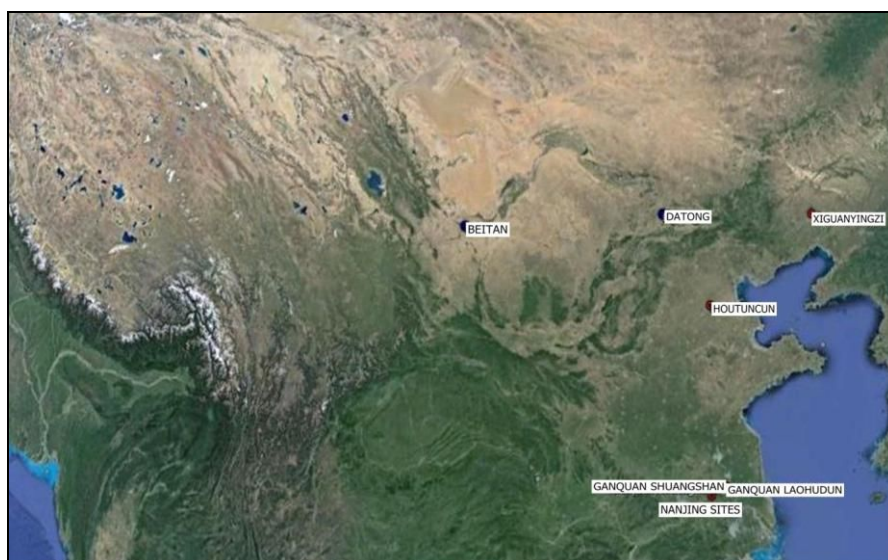 DATONG
XIGUANYINGZI
BEITAN
HOUTUNCUN
GANQUAN SHUANGSHAN
GANQUAN LAOHUDUN
NANJING SITES